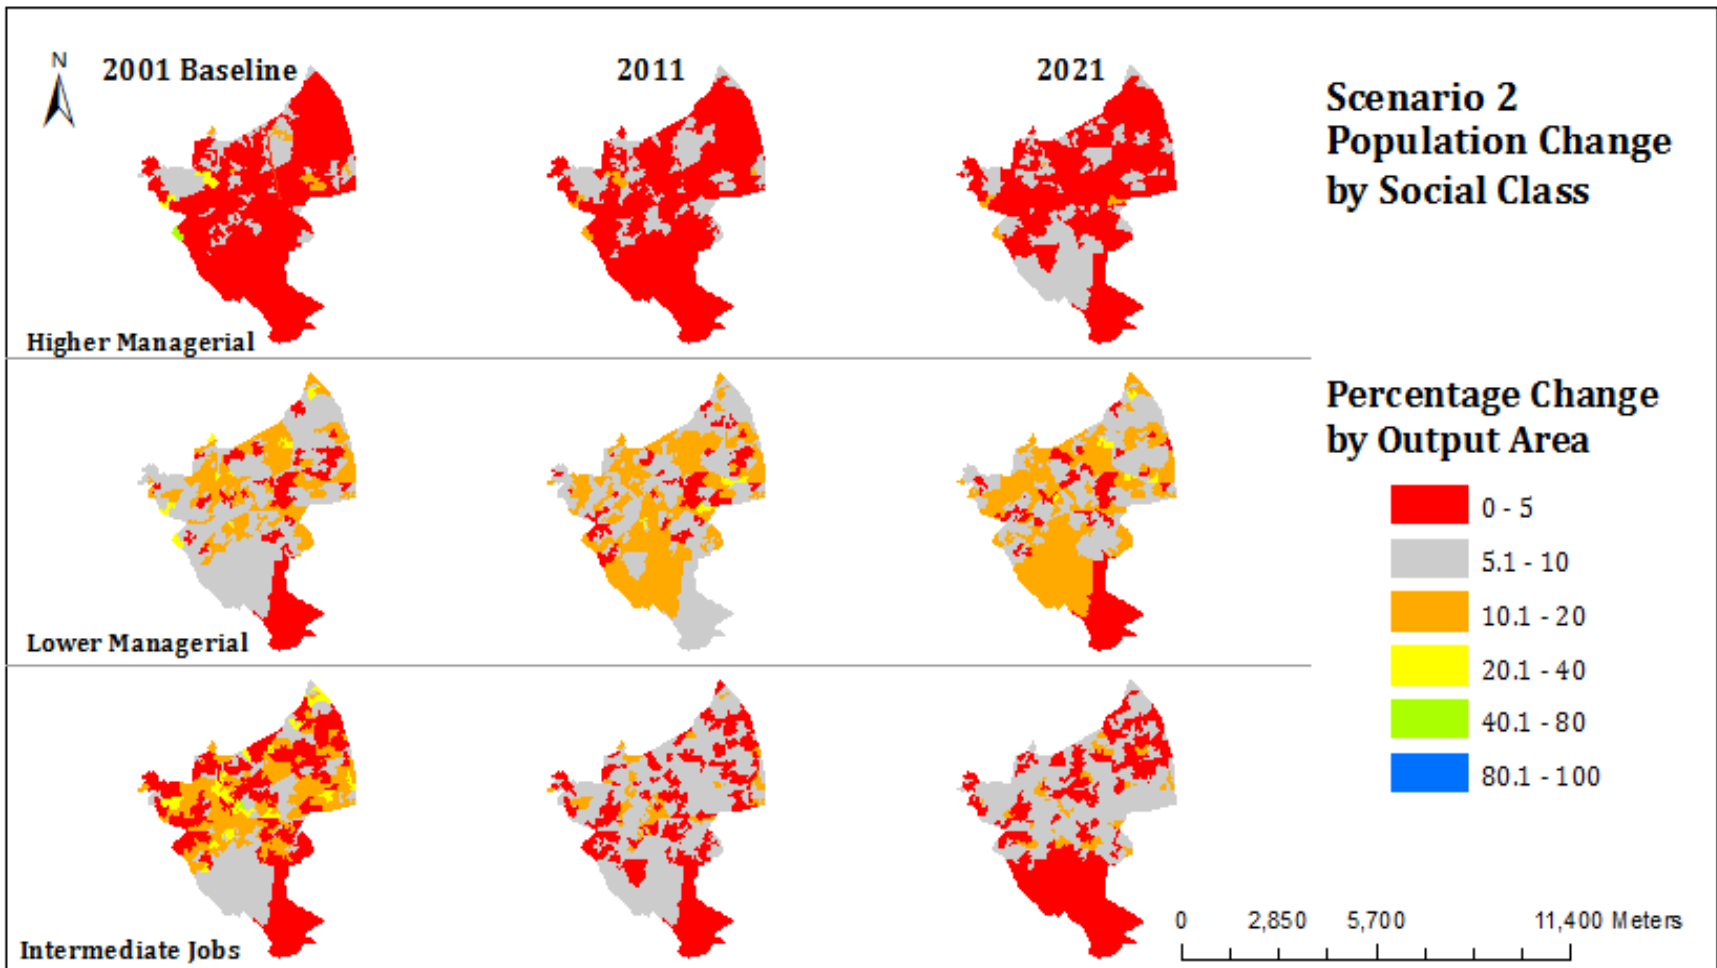 N
2001 Baseline
2011
2021
Scenario 2
Population Change
by Social Class
Higher Managerial
Lower Managerial
Intermediate Jobs
Percentage Change
by Output Area
0 - 5
5.1 - 10
10.1 - 20
20.1 - 40
40.1 - 80
80.1 - 100
0 2,850 5,700 11,400 Meters